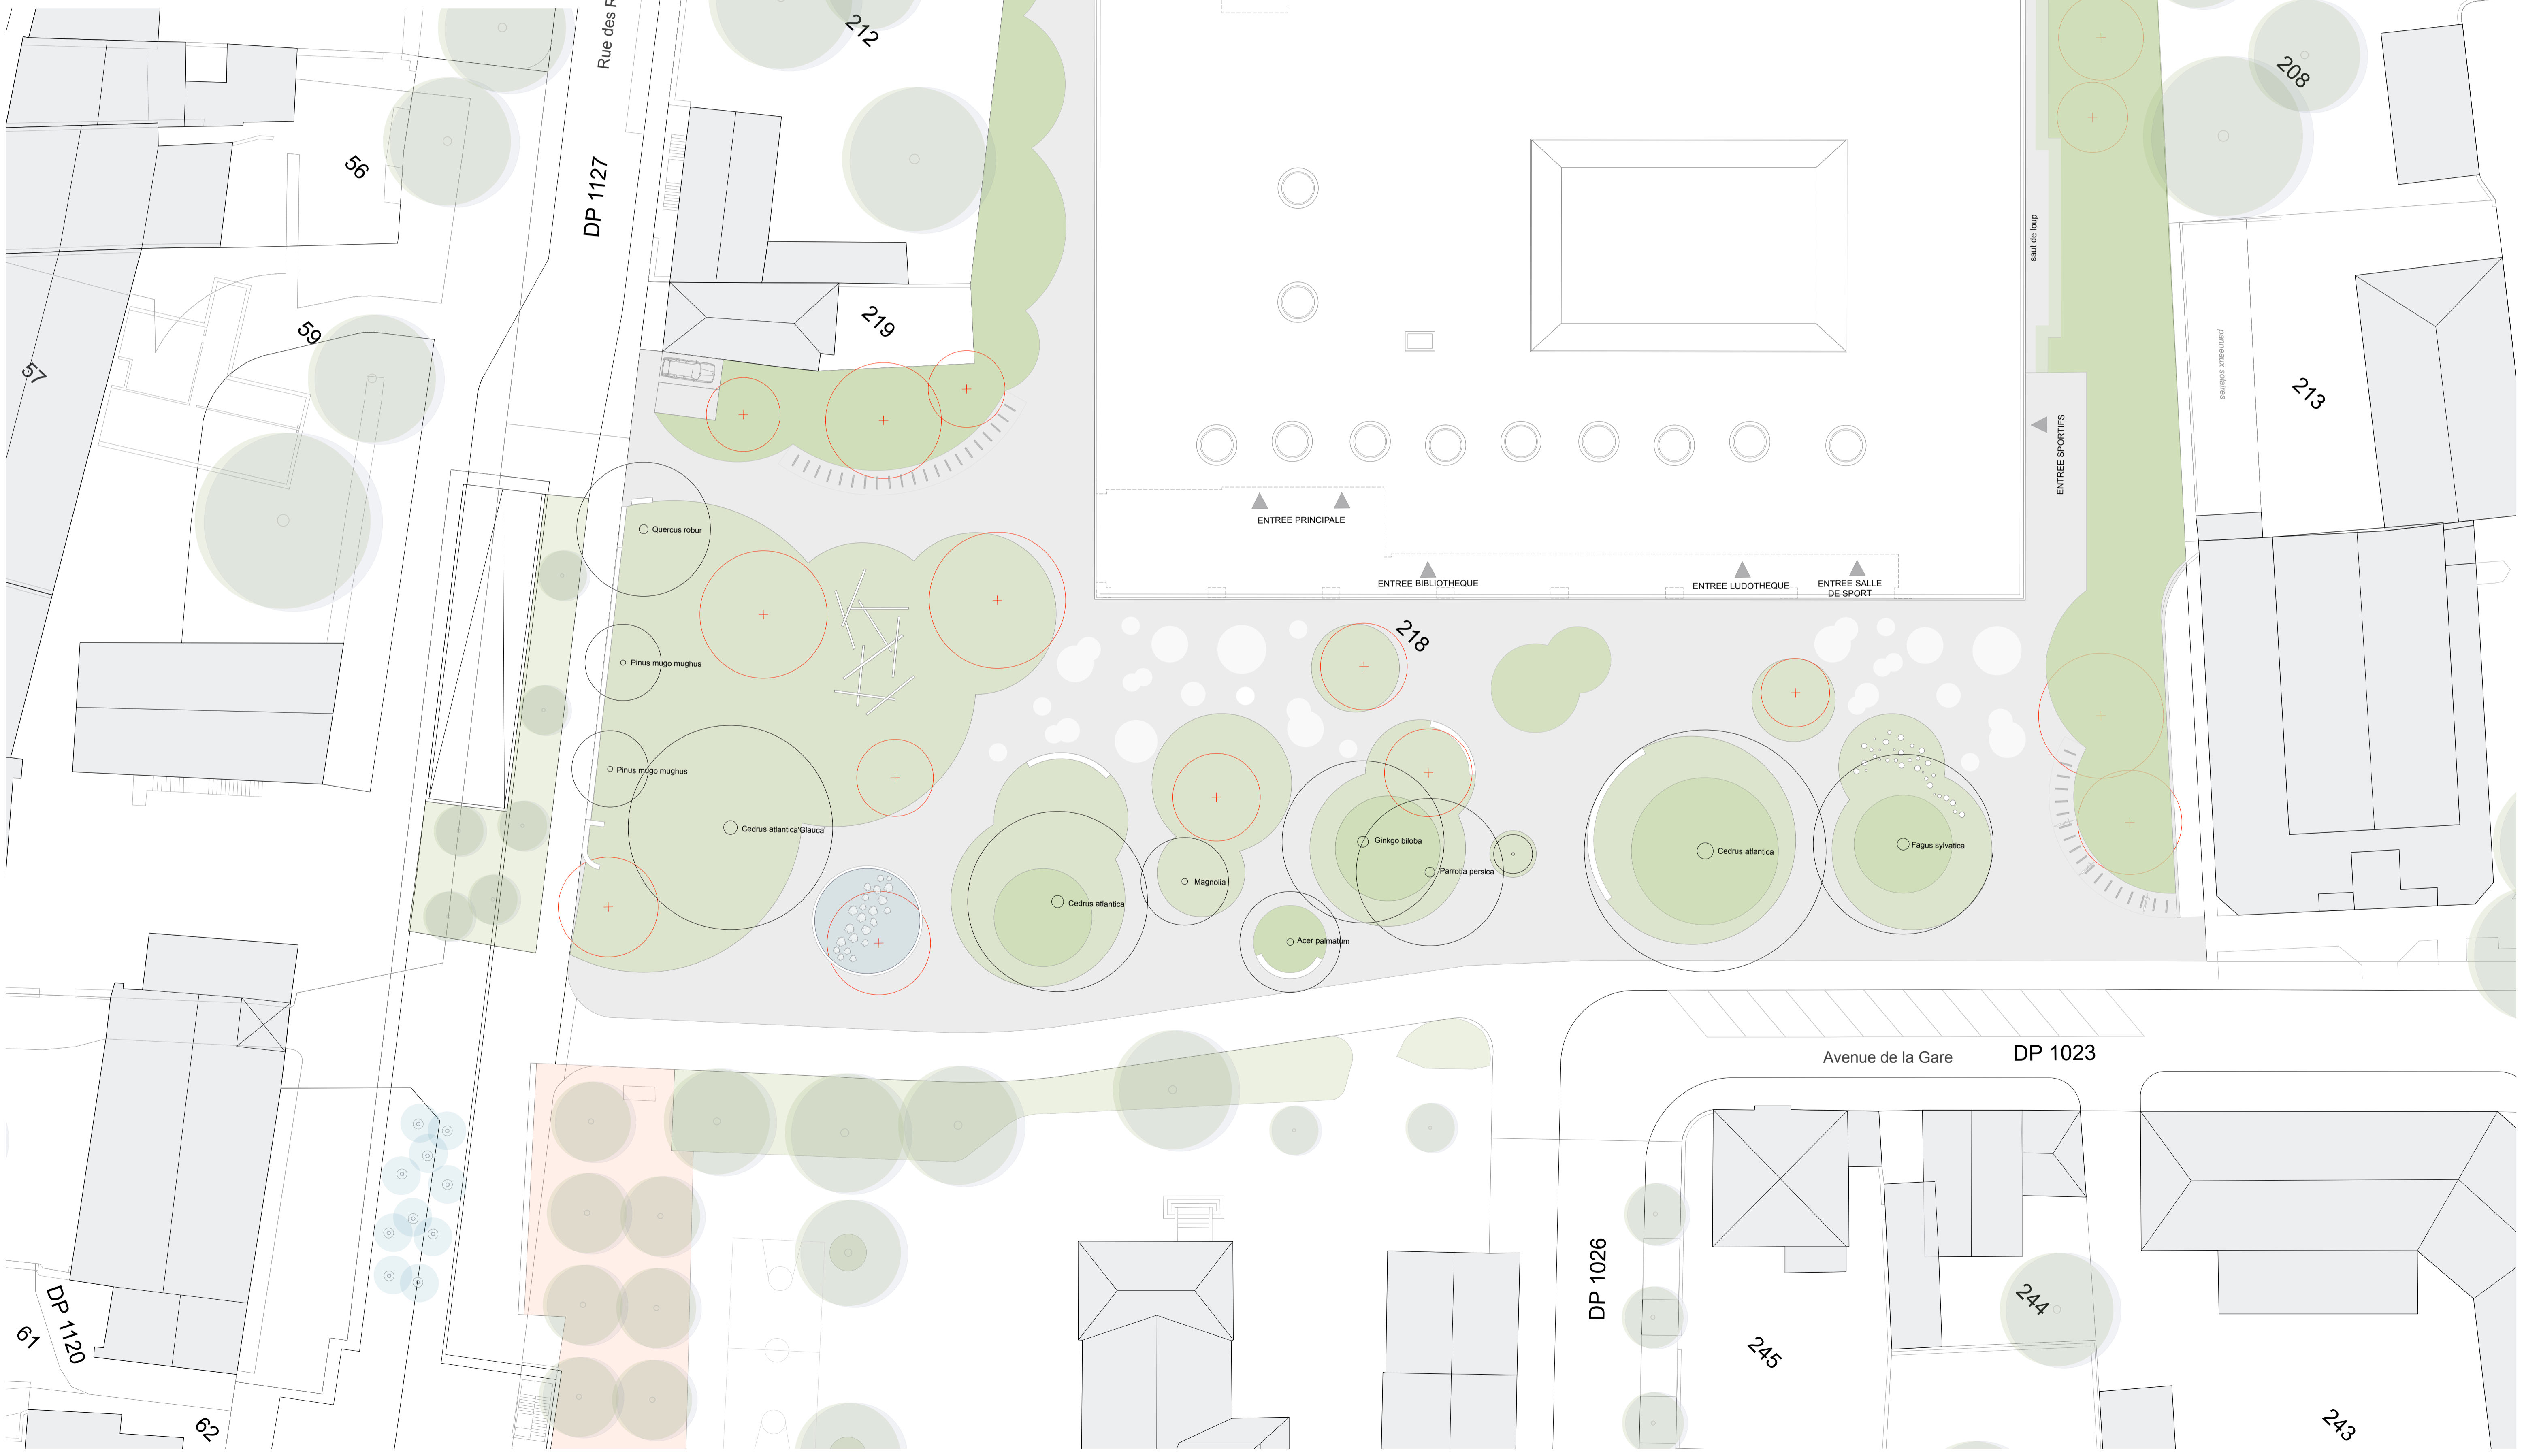 Rue des R
212
208
DP 1127
56
saut de loup
219
59
57
panneaux solaires
213
ENTREE SPORTIFS
ENTREE PRINCIPALE
Quercus robur
ENTREE BIBLIOTHEQUE
ENTREE LUDOTHEQUE
ENTREE SALLE
DE SPORT
218
Pinus mugo mughus
Pinus mugo mughus
Cedrus atlantica'Glauca'
Ginkgo biloba
Cedrus atlantica
Fagus sylvatica
Parrotia persica
Magnolia
Cedrus atlantica
Acer palmatum
Avenue de la Gare
DP 1023
DP 1026
244
DP 1120
61
245
62
243